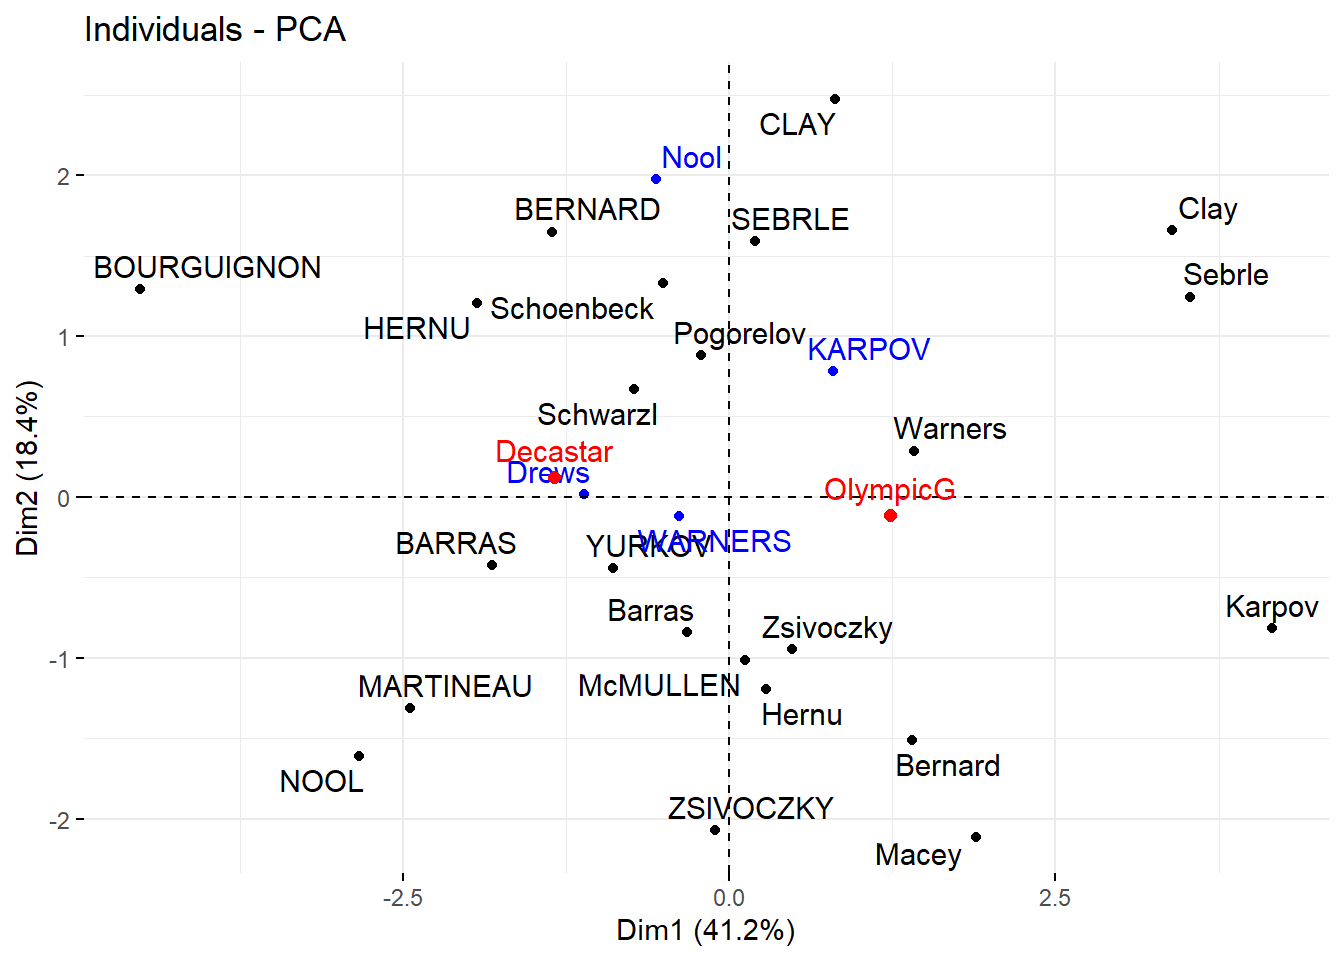 Individuals - PCA
CLAY
Nool
BERNARD
SEBRLE
Clay
BOURGUIGNON
Sebrle
HERNU
Schoenbeck
Pogorelov
KARPOV
Schwarzl
Warners
Decastar
Drews
OlympicG
BARRAS
YURKOV
WARNERS
Barras
Karpov
Zsivoczky
MARTINEAU
McMULLEN
Hernu
Bernard
NOOL
ZSIVOCZKY
Macey
2
1
0
-1
-2
-2.5
0.0
2.5
Dim1 (41.2%)
Dim2 (18.4%)